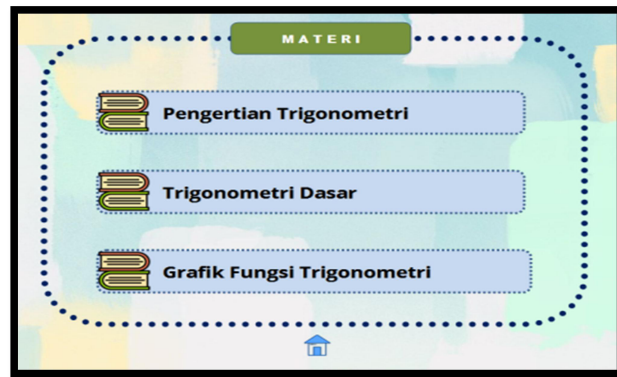 MATERI
Pengertian Trigonometri
Trigonometri Dasar
Grafik Fungsi Trigonometri